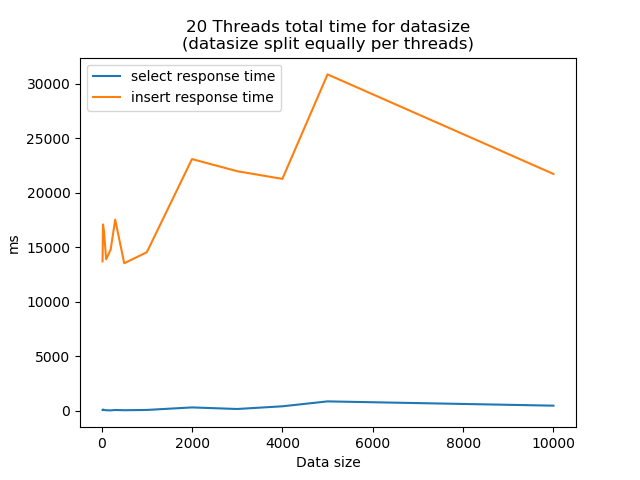 20 Threads total time for datasize
(datasize split equally per threads)
select response time
insert response time
30000
25000
20000
15000
10000
5000
0
ms
0 2000 4000 6000 8000 10000
Data size